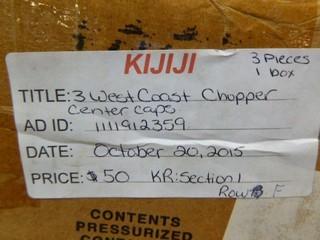 KIJIJI
3 Pieces
1 box
TITLE: 3 West Coast Chopper
Center caps
AD ID: 1111912359
DATE: October 20, 2015
PRICE: $50 KR: Section 1
Row F
CONTENTS
PRESSURIZED